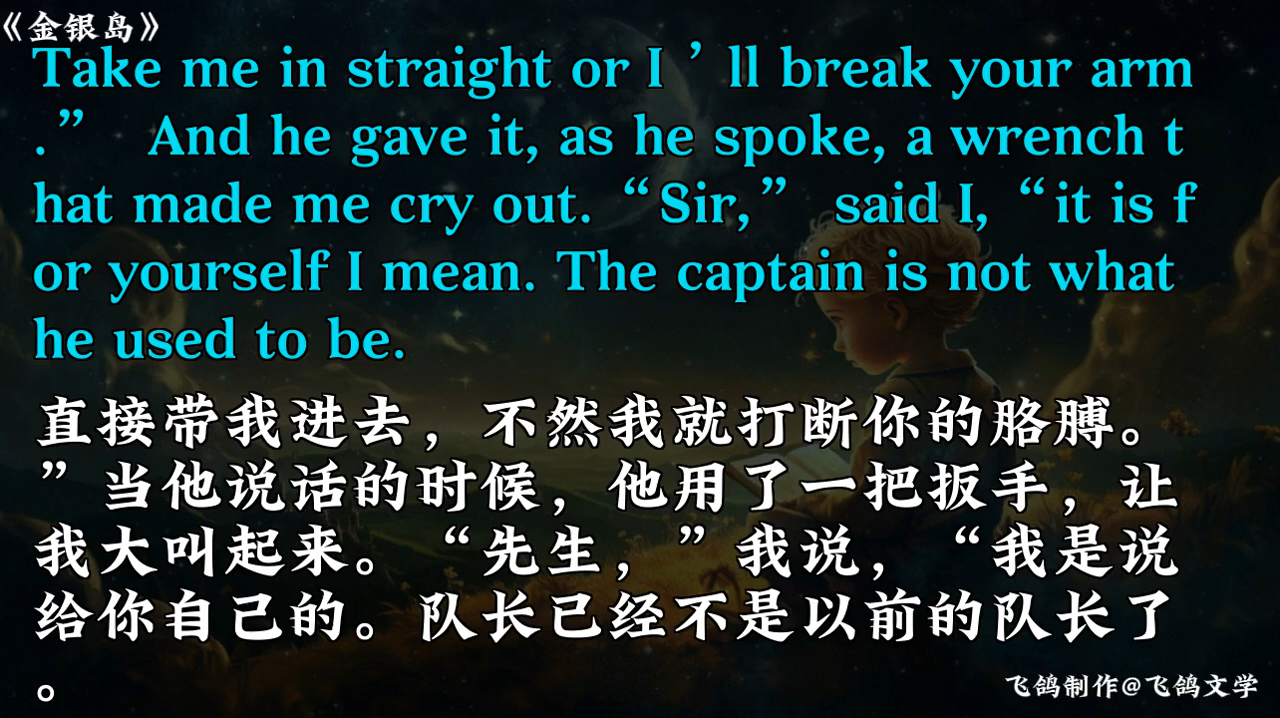 《金银岛》
Take me in straight or I ’ ll break your arm
.” And he gave it, as he spoke, a wrench t
hat made me cry out. “Sir,” said I, “it is f
or yourself I mean. The captain is not what
he used to be.
直接带我进去，不然我就打断你的胳膊。
”当他说话的时候，他用了一把扳手，让
我大叫起来。“先生，”我说，“我是说
给你自己的。队长已经不是以前的队长了
。
飞鸽制作@飞鸽文学